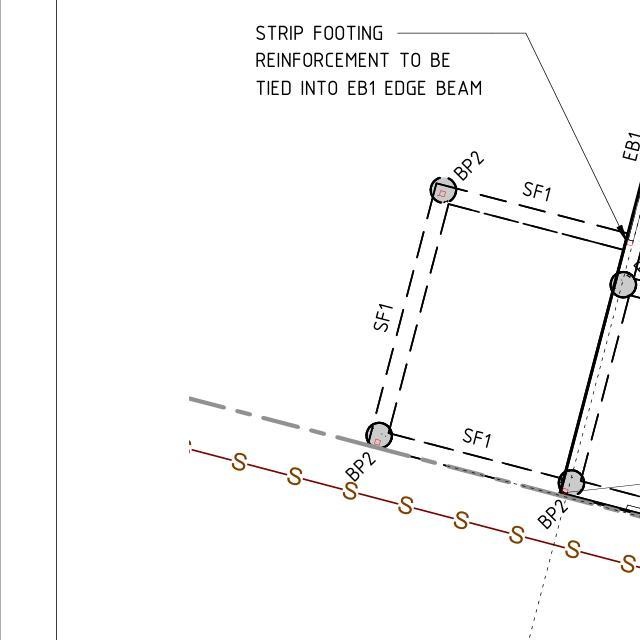 STRIP FOOTING
REINFORCEMENT TO BE
TIED INTO EB1 EDGE BEAM
EB1
BP2
SF1
SF1
SF1
BP2
BP2
S S S S S S S S